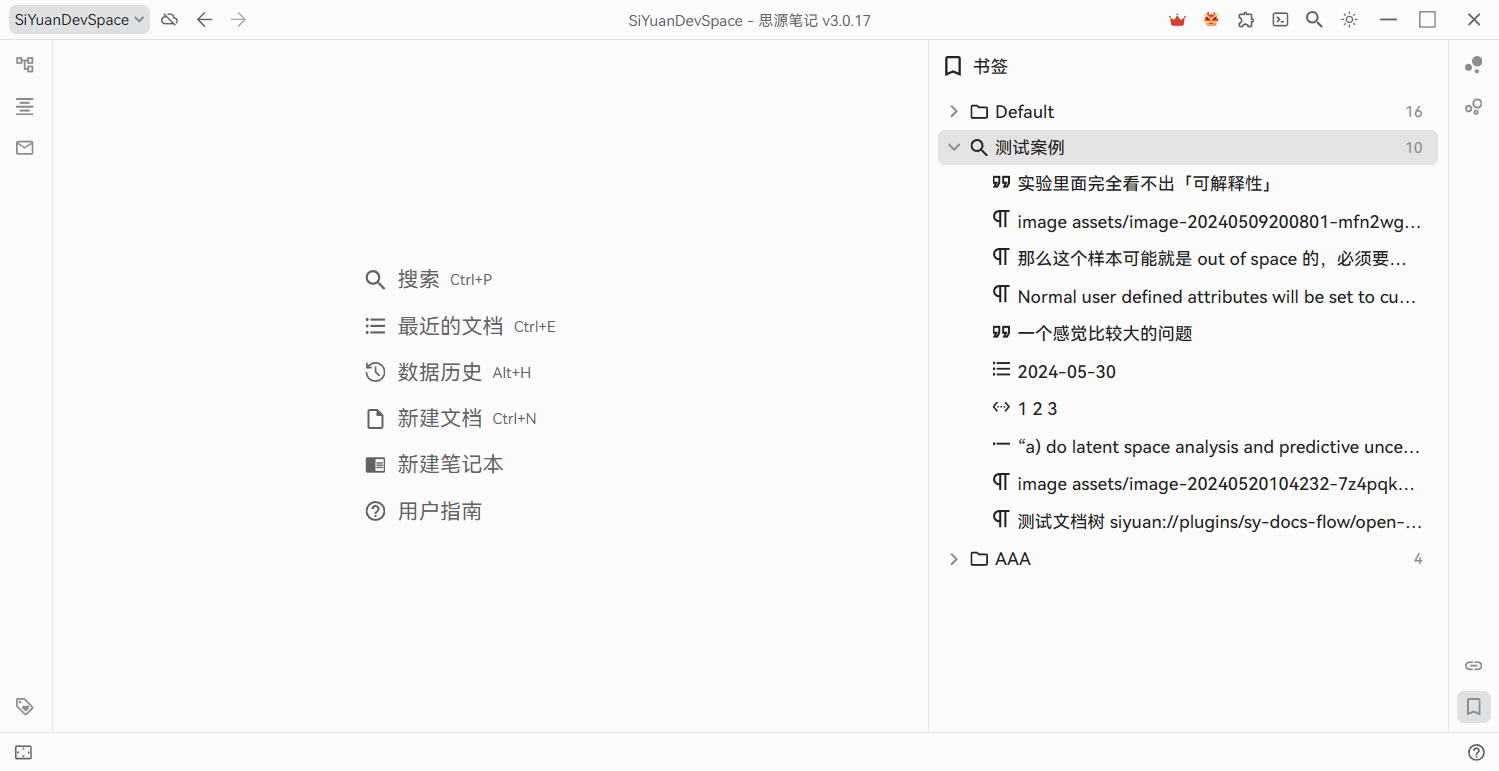 SiYuanDevSpace
SiYuanDevSpace - 思源笔记 v3.0.17
搜索 Ctrl+P
最近的文档 Ctrl+E
数据历史 Alt+H
新建文档 Ctrl+N
新建笔记本
用户指南
书签
Default 16
测试案例 10
实验里面完全看不出「可解释性」
image assets/image-20240509200801-mfn2wg...
那么这个样本可能就是 out of space 的，必须要...
Normal user defined attributes will be set to cu...
一个感觉比较大的问题
2024-05-30
1 2 3
“a) do latent space analysis and predictive unce...
image assets/image-20240520104232-7z4pqk...
测试文档树 siyuan://plugins/sy-docs-flow/open-...
AAA 4